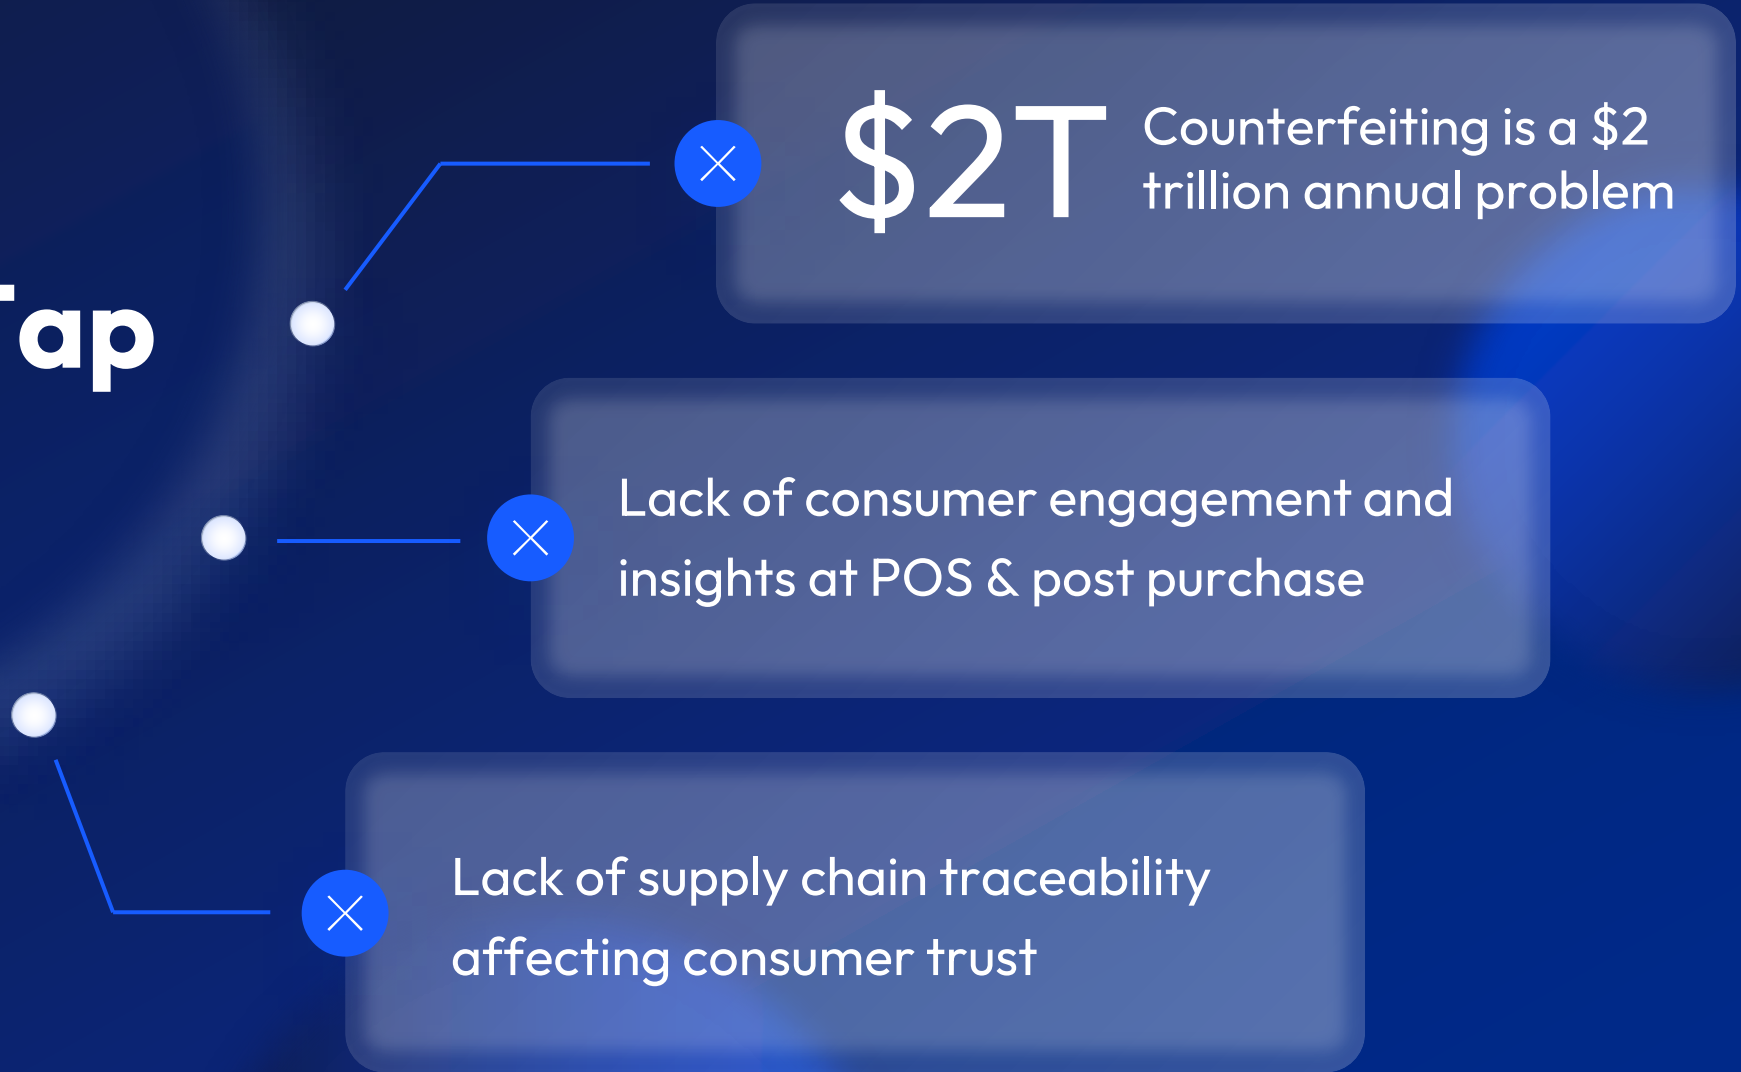 $2T
Counterfeiting is a $2
trillion annual problem
Tap
Lack of consumer engagement and
insights at POS & post purchase
Lack of supply chain traceability
affecting consumer trust